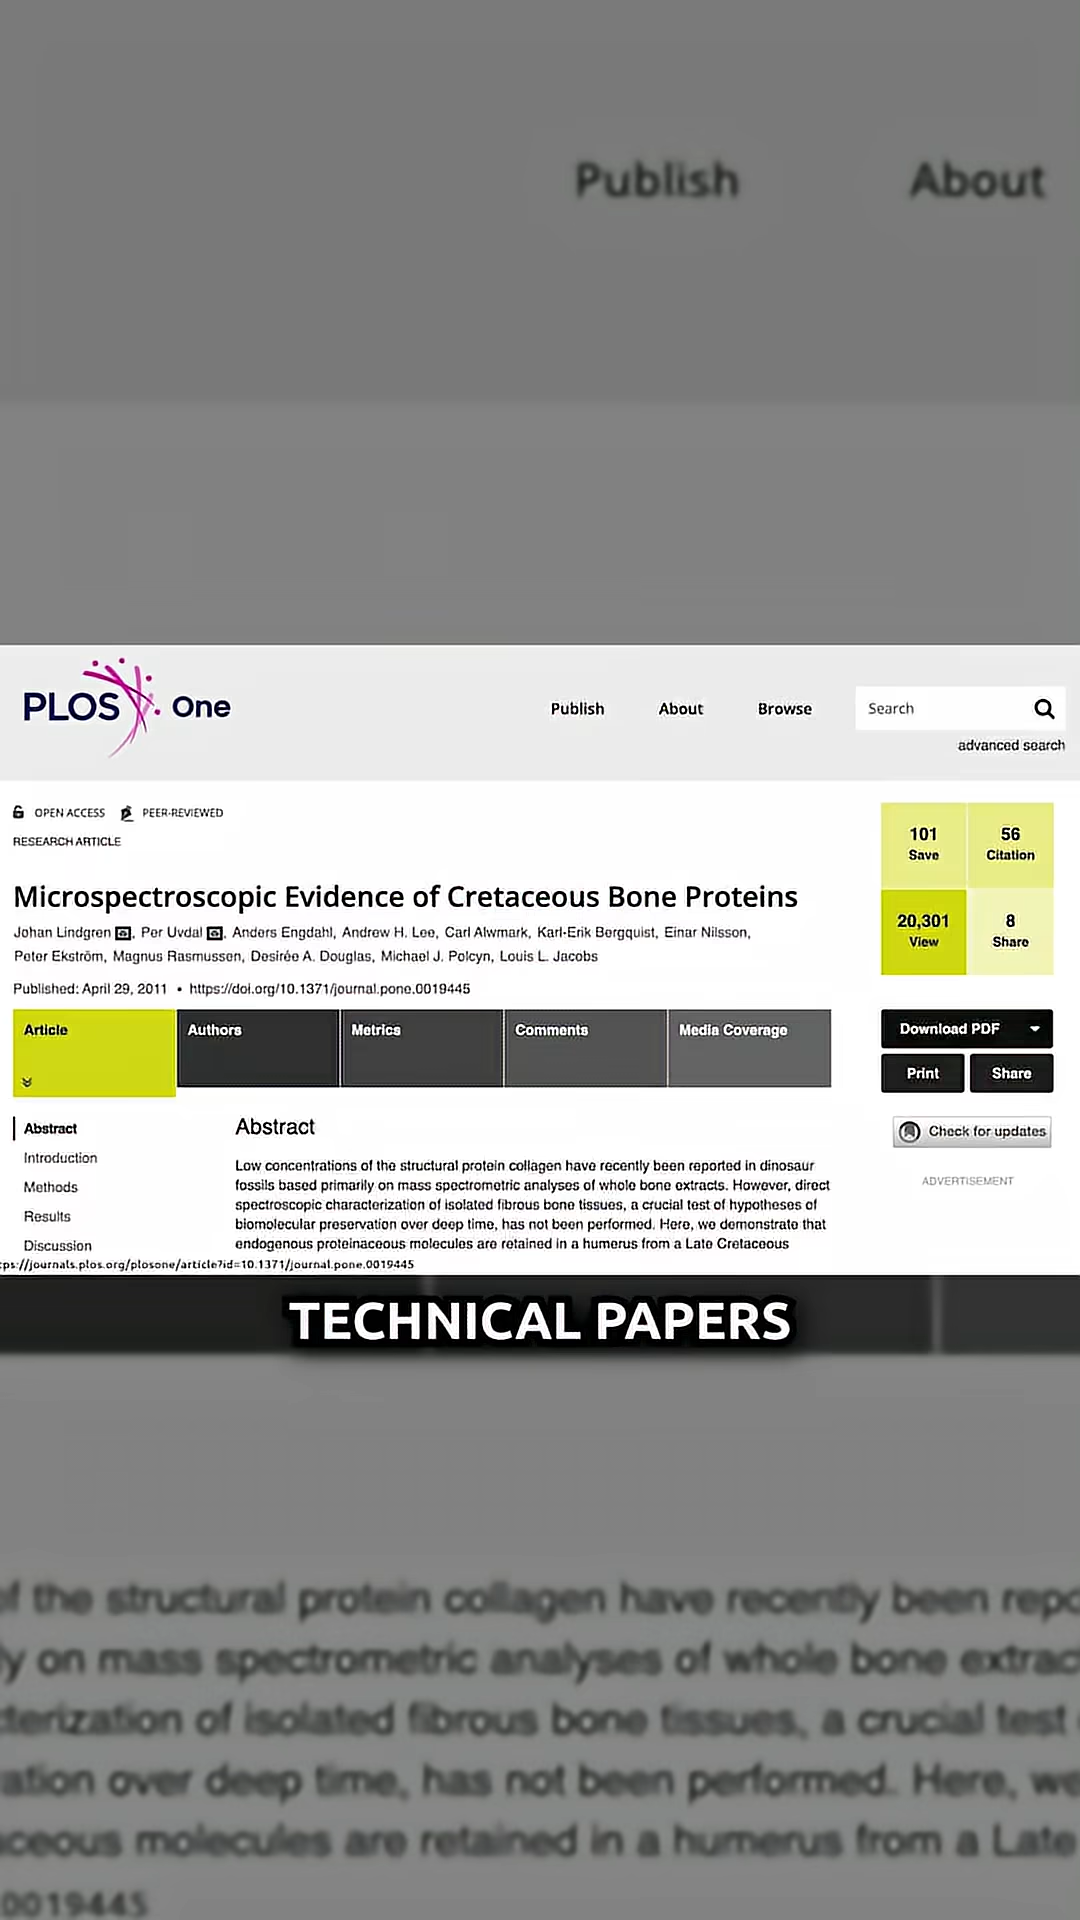 Publish About
PLOS One
Publish About Browse
Search
advanced search
OPEN ACCESS PEER-REVIEWED
RESEARCH ARTICLE
Microspectroscopic Evidence of Cretaceous Bone Proteins
Johan Lindgren, Per Uvdal, Anders Engdahl, Andrew H. Lee, Carl Alwmark, Karl-Erik Bergquist, Einar Nilsson,
Peter Ekström, Magnus Rasmussen, Desirée A. Douglas, Michael J. Polcyn, Louis L. Jacobs
Published: April 29, 2011 • https://doi.org/10.1371/journal.pone.0019445
101
Save
56
Citation
20,301
View
8
Share
Article
Authors
Metrics
Comments
Media Coverage
Download PDF
Print
Share
Check for updates
ADVERTISEMENT
Abstract
Introduction
Methods
Results
Discussion
Abstract
Low concentrations of the structural protein collagen have recently been reported in dinosaur
fossils based primarily on mass spectrometric analyses of whole bone extracts. However, direct
spectroscopic characterization of isolated fibrous bone tissues, a crucial test of hypotheses of
biomolecular preservation over deep time, has not been performed. Here, we demonstrate that
endogenous proteinaceous molecules are retained in a humerus from a Late Cretaceous
tps://journals.plos.org/plosone/article?id=10.1371/journal.pone.0019445
TECHNICAL PAPERS
of the structural protein collagen have recently been repo
y on mass spectrometric analyses of whole bone extrac
terization of isolated fibrous bone tissues, a crucial test
ation over deep time, has not been performed. Here, we
aceous molecules are retained in a humerus from a Late
.0019445